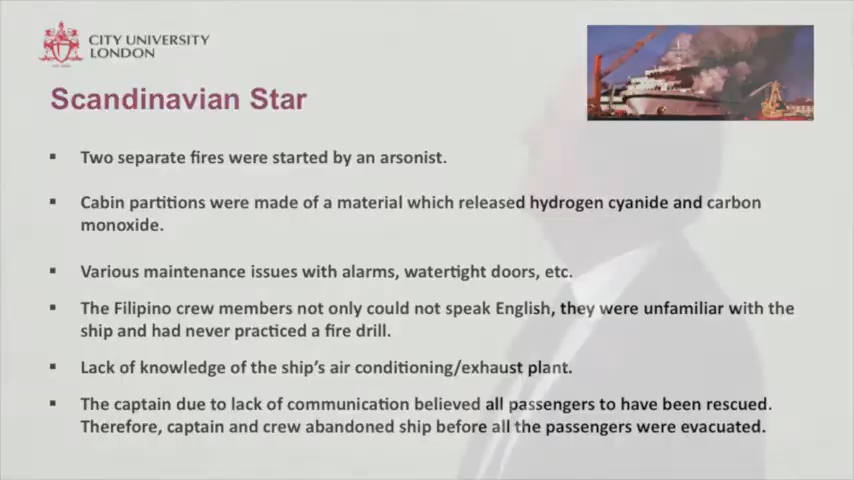 CITY UNIVERSITY
LONDON
Scandinavian Star
▪ Two separate fires were started by an arsonist.
▪ Cabin partitions were made of a material which released hydrogen cyanide and carbon
monoxide.
▪ Various maintenance issues with alarms, watertight doors, etc.
▪ The Filipino crew members not only could not speak English, they were unfamiliar with the
ship and had never practiced a fire drill.
▪ Lack of knowledge of the ship's air conditioning/exhaust plant.
▪ The captain due to lack of communication believed all passengers to have been rescued.
Therefore, captain and crew abandoned ship before all the passengers were evacuated.